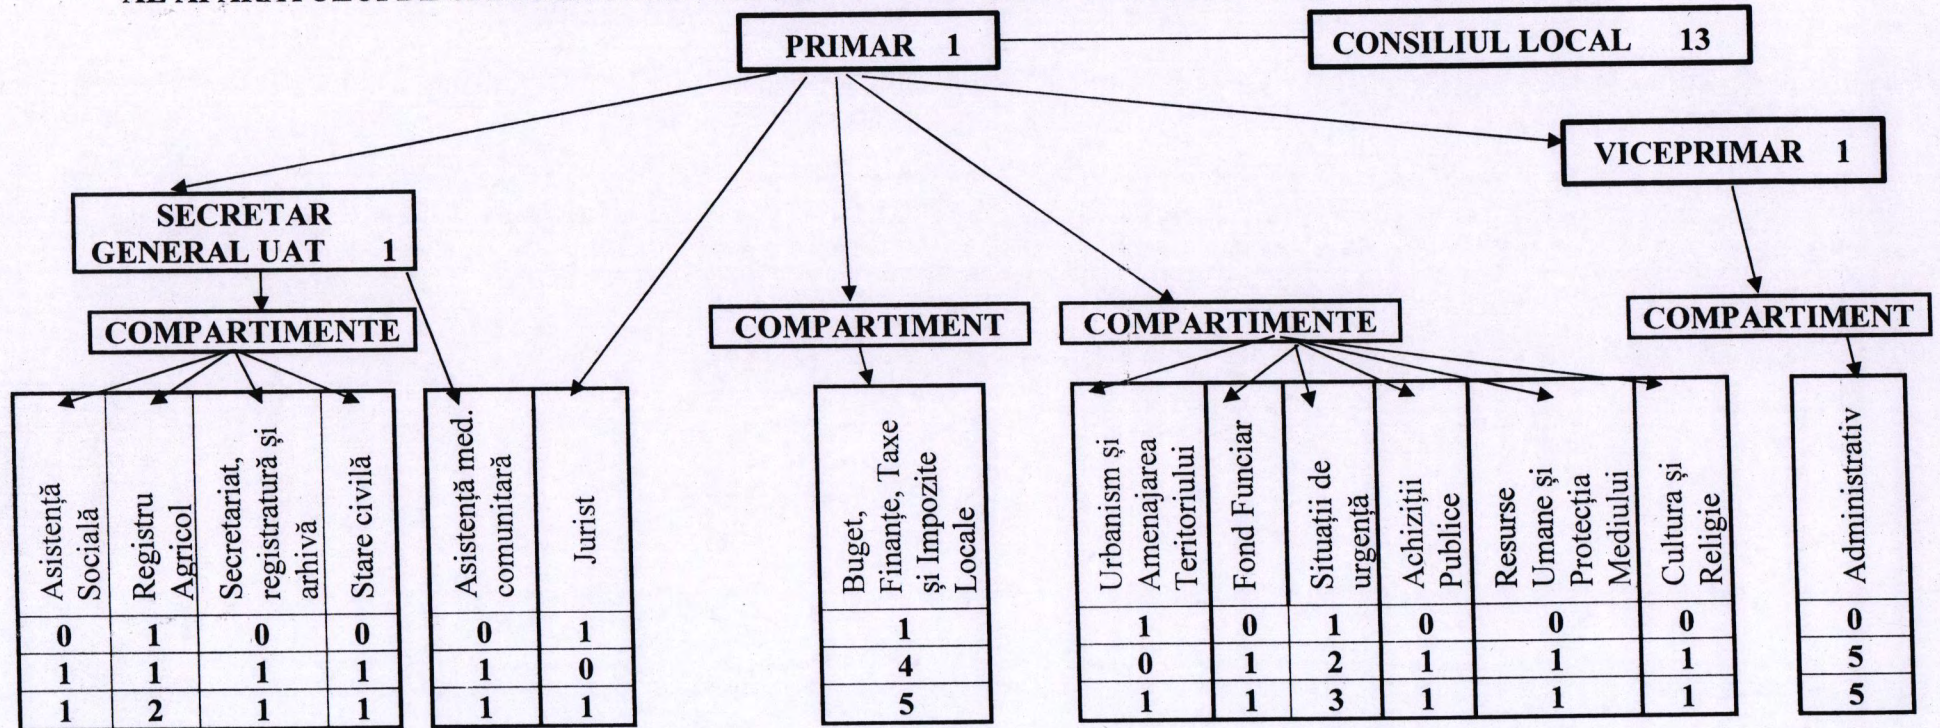 PRIMAR 1
CONSILIUL LOCAL 13
VICEPRIMAR 1
SECRETAR
GENERAL UAT 1
COMPARTIMENTE
COMPARTIMENT
COMPARTIMENTE
COMPARTIMENT
Asistență
Socială
Registru
Agricol
Secretariat,
registratură și
arhivă
Stare civilă
Asistență med.
comunitară
Jurist
Buget,
Finanțe, Taxe
și Impozite
Locale
Urbanism și
Amenajarea
Teritoriului
Fond Funciar
Situații de
urgență
Achiziții
Publice
Resurse
Umane și
Protecția
Mediului
Cultura și
Religie
Administrativ
0 1 0 0 0 1 1 1 0 1 0 0 0 0
1 1 1 1 1 0 4 0 1 2 1 1 1 5
1 2 1 1 1 1 5 1 1 3 1 1 1 5